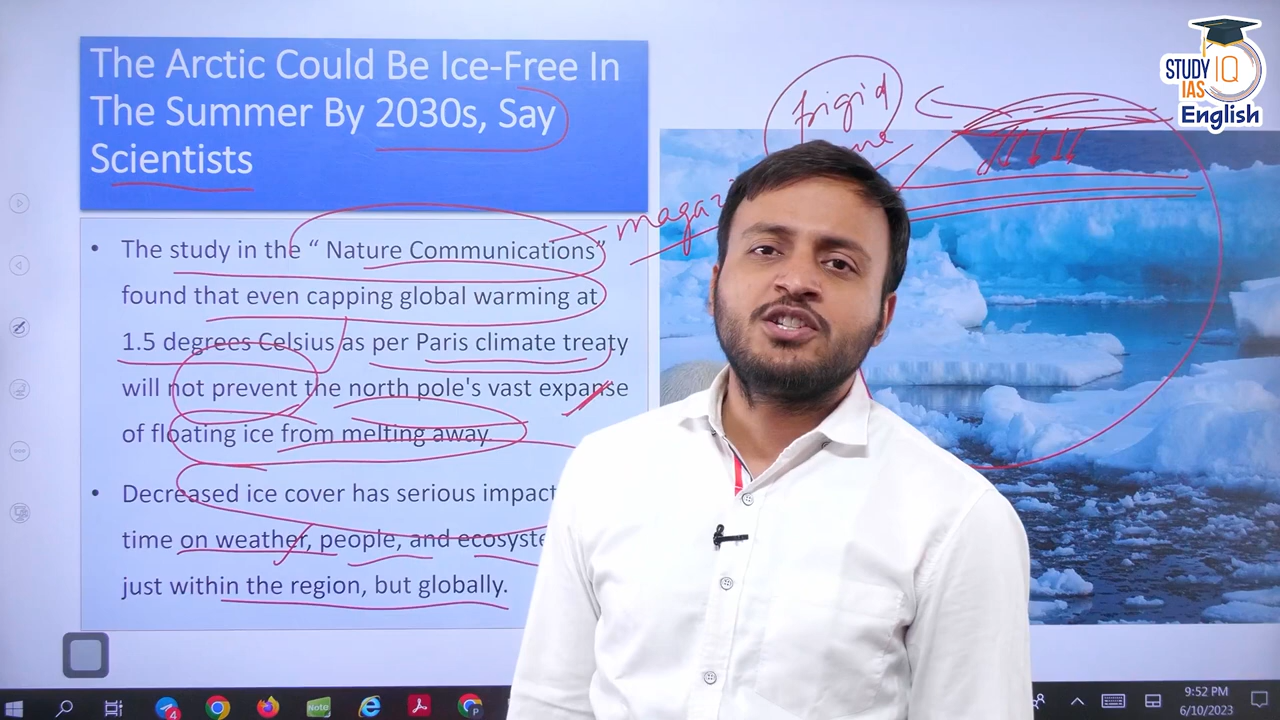 The Arctic Could Be Ice-Free In
The Summer By 2030s, Say
Scientists
• The study in the “ Nature Communications”
found that even capping global warming at
1.5 degrees Celsius as per Paris climate treaty
will not prevent the north pole's vast expanse
of floating ice from melting away.
• Decreased ice cover has serious impact
time on weather, people, and ecosyste
just within the region, but globally.
magazi
frigid
STUDY IQ
IAS
English
Note
4
9:52 PM
6/10/2023